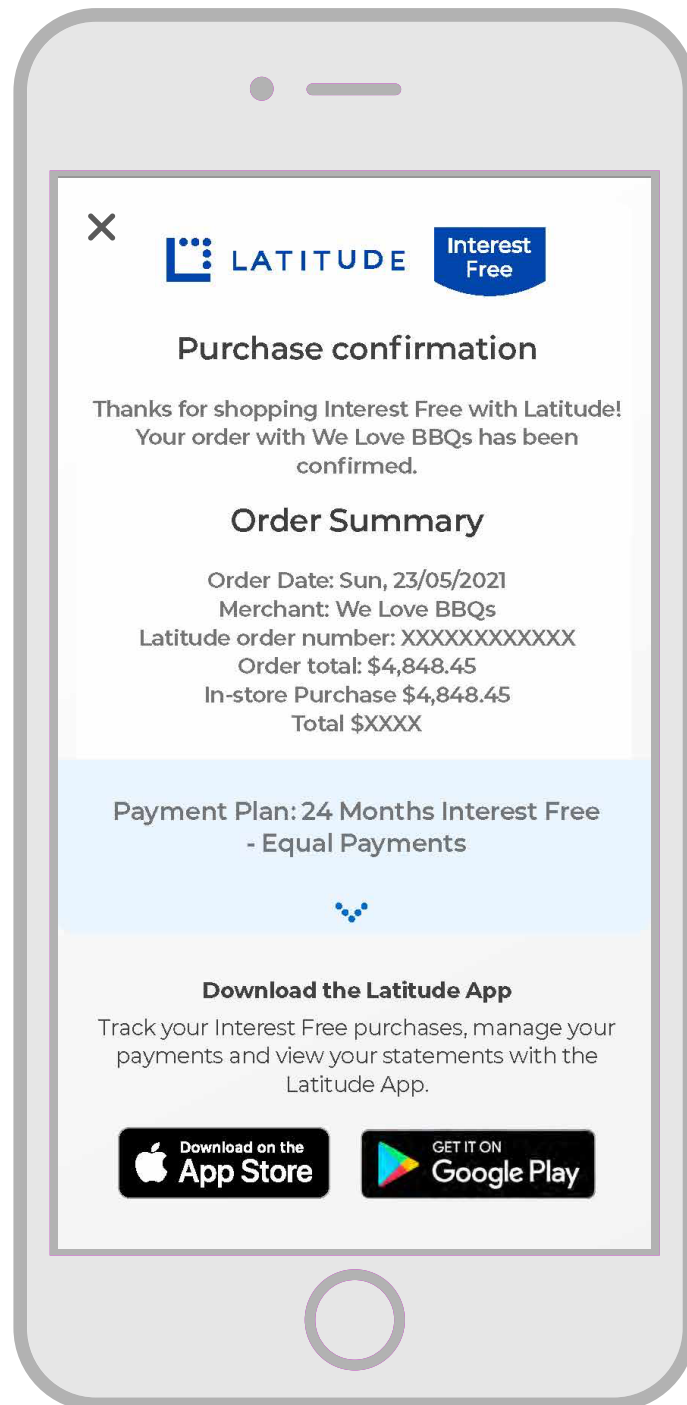 LATITUDE
Interest
Free
Purchase confirmation
Thanks for shopping Interest Free with Latitude!
Your order with We Love BBQs has been
confirmed.
Order Summary
Order Date: Sun, 23/05/2021
Merchant: We Love BBQs
Latitude order number: XXXXXXXXXXXX
Order total: $4,848.45
In-store Purchase $4,848.45
Total $XXXX
Payment Plan: 24 Months Interest Free
- Equal Payments
Download the Latitude App
Track your Interest Free purchases, manage your
payments and view your statements with the
Latitude App.
Download on the
App Store
GET IT ON
Google Play